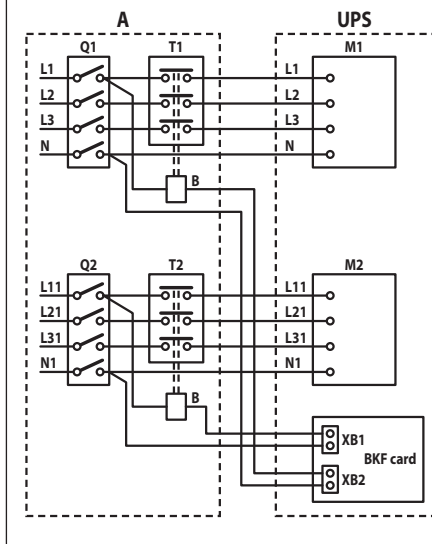 A UPS
Q1 T1 M1
L1 L1
L2 L2
L3 L3
N N
B
Q2 T2 M2
L11 L11
L21 L21
L31 L31
N1 N1
B
XB1
BKF card
XB2